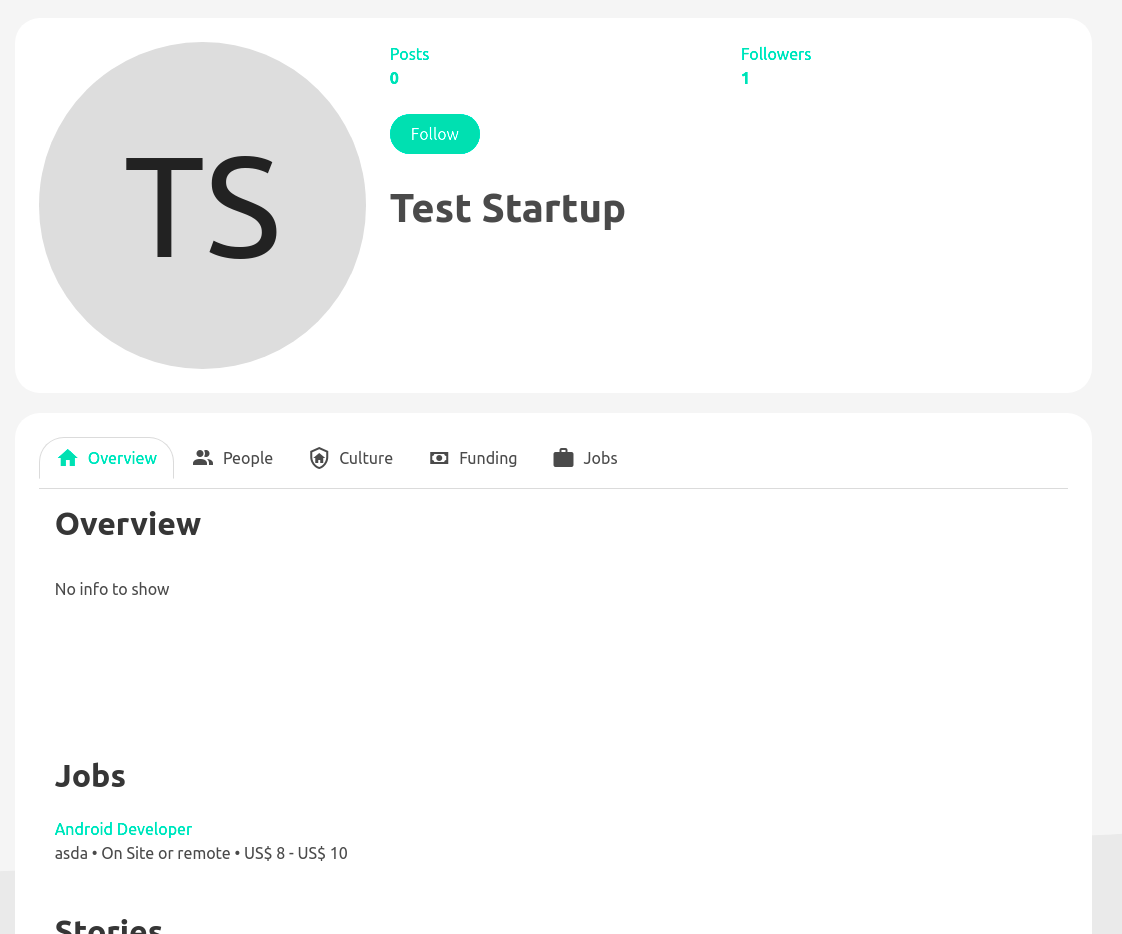 TS
Posts
0
Followers
1
Follow
Test Startup
Overview People Culture Funding Jobs
Overview
No info to show
Jobs
Android Developer
asda • On Site or remote • US$ 8 - US$ 10
Stories